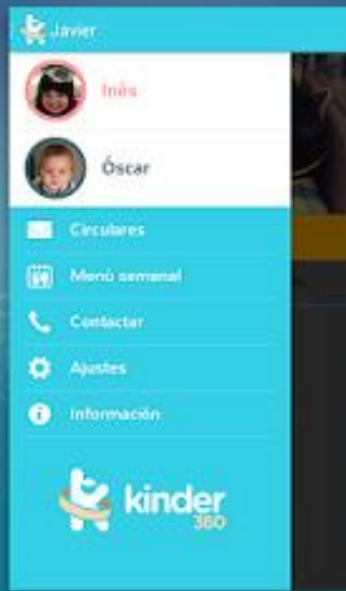 Javier
Inés
Óscar
Circulares
Menú semanal
Contactar
Ajustes
Información
kinder
360